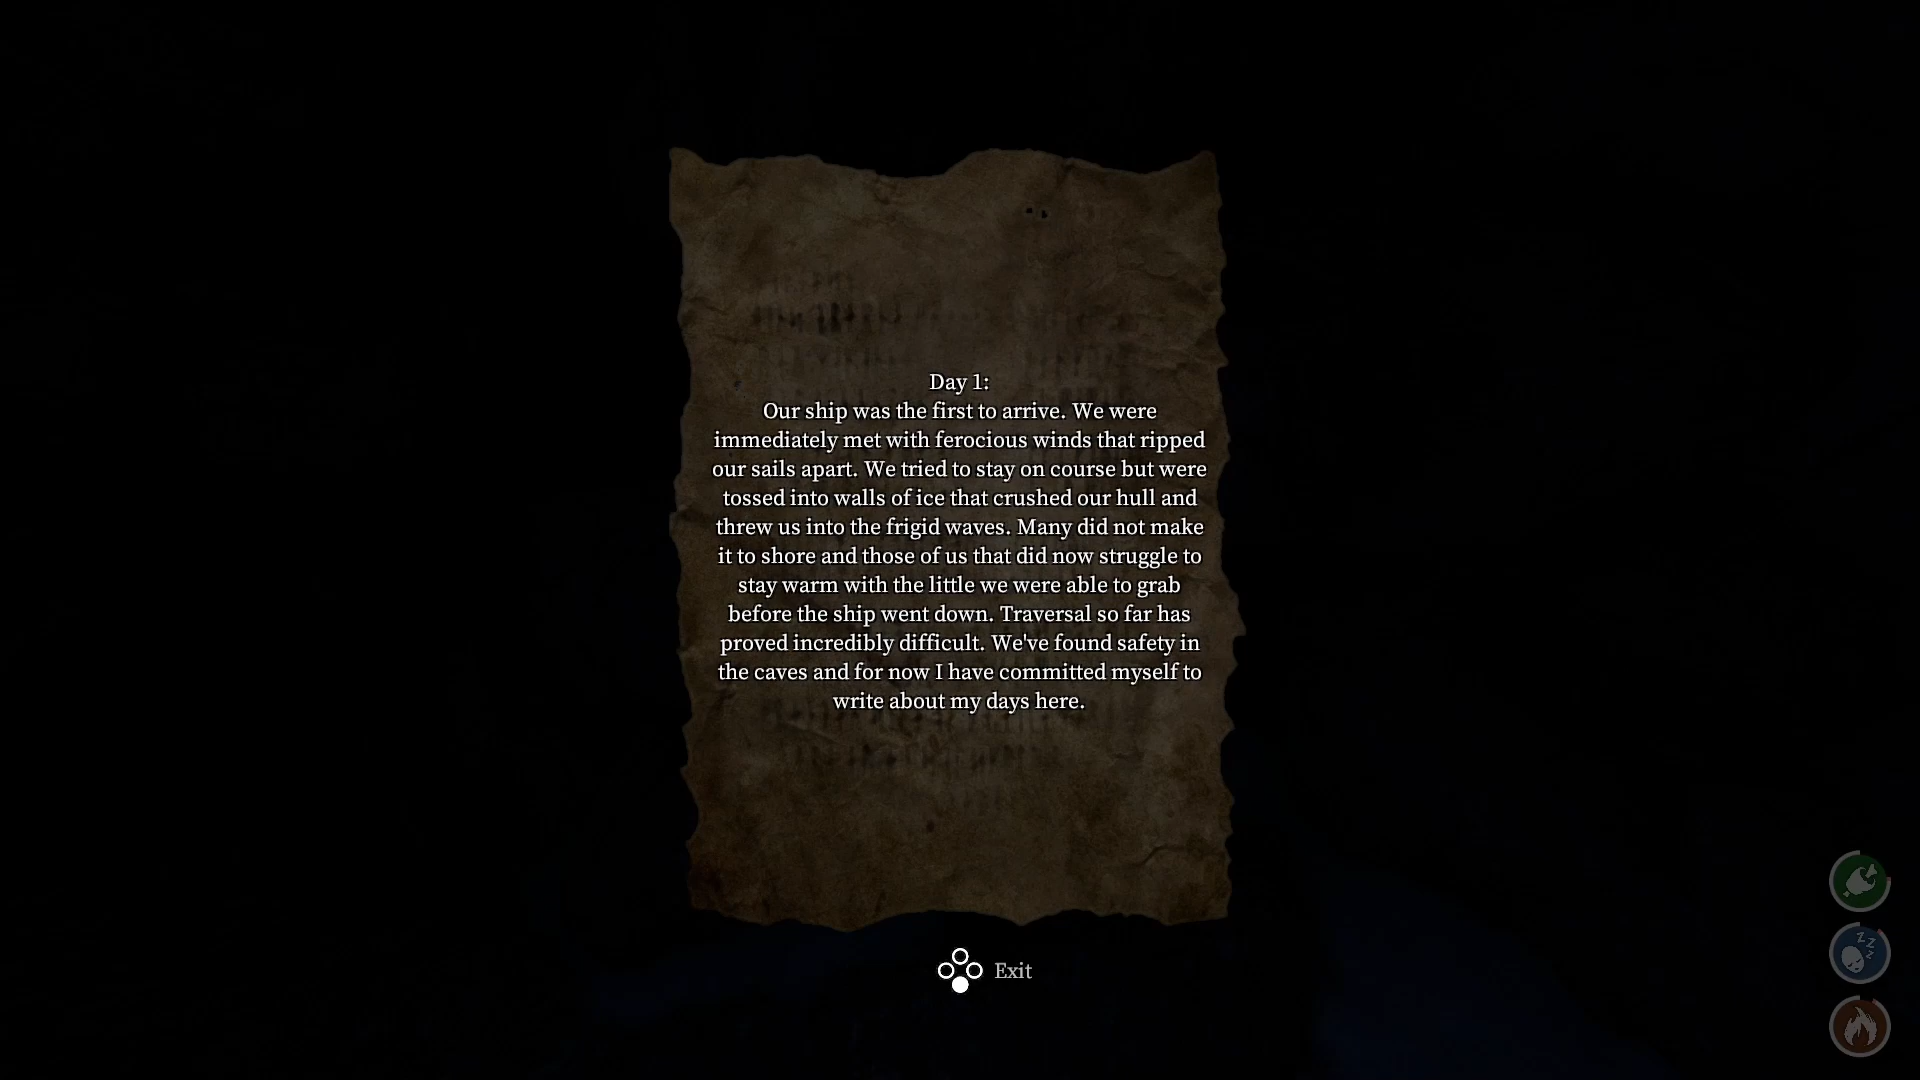 Day 1:
Our ship was the first to arrive. We were
immediately met with ferocious winds that ripped
our sails apart. We tried to stay on course but were
tossed into walls of ice that crushed our hull and
threw us into the frigid waves. Many did not make
it to shore and those of us that did now struggle to
stay warm with the little we were able to grab
before the ship went down. Traversal so far has
proved incredibly difficult. We've found safety in
the caves and for now I have committed myself to
write about my days here.
Exit